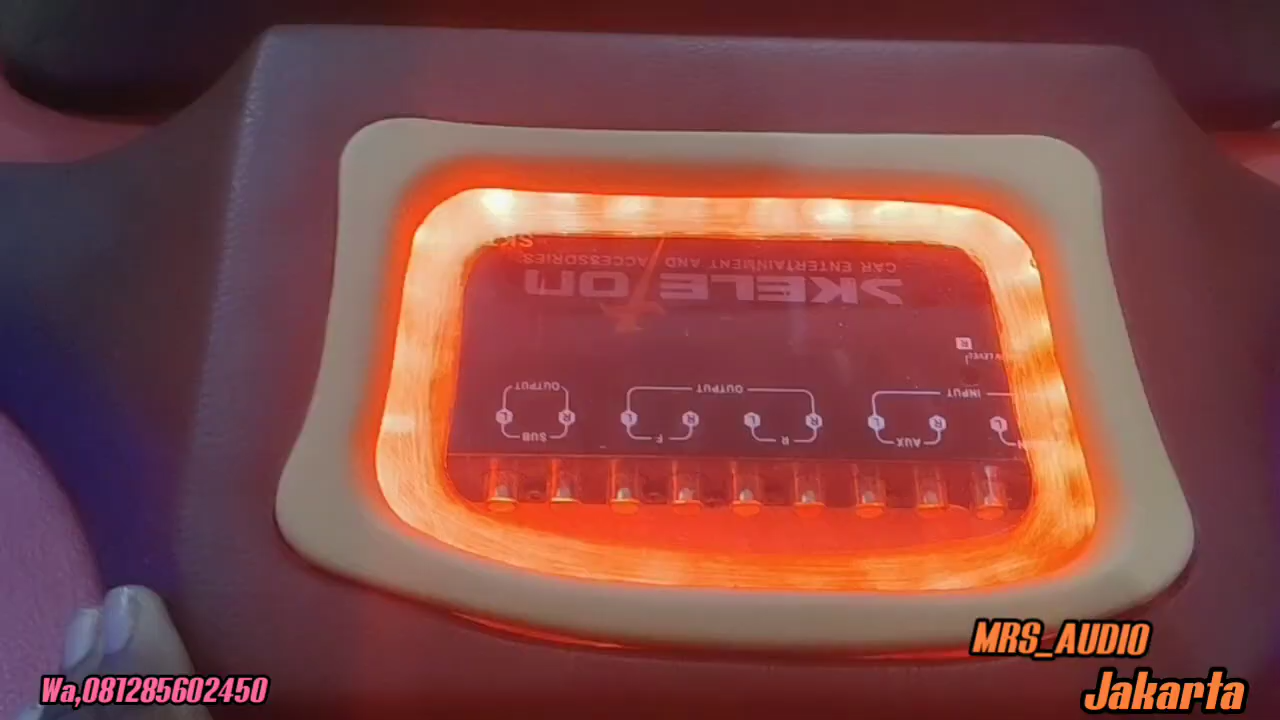 SKELETON
CAR ENTERTAINMENT AND ACCESSORIES
SUB
L R
OUTPUT
F R
L R L R
OUTPUT
AUX
L R L
INPUT
R
MRS_AUDIO
Jakarta
Wa,081285602450